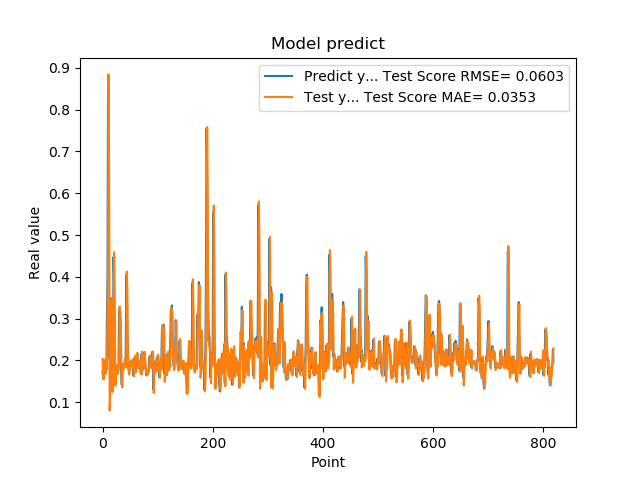 Model predict
Predict y... Test Score RMSE= 0.0603
Test y... Test Score MAE= 0.0353
Real value
0.9
0.8
0.7
0.6
0.5
0.4
0.3
0.2
0.1
0 200 400 600 800
Point